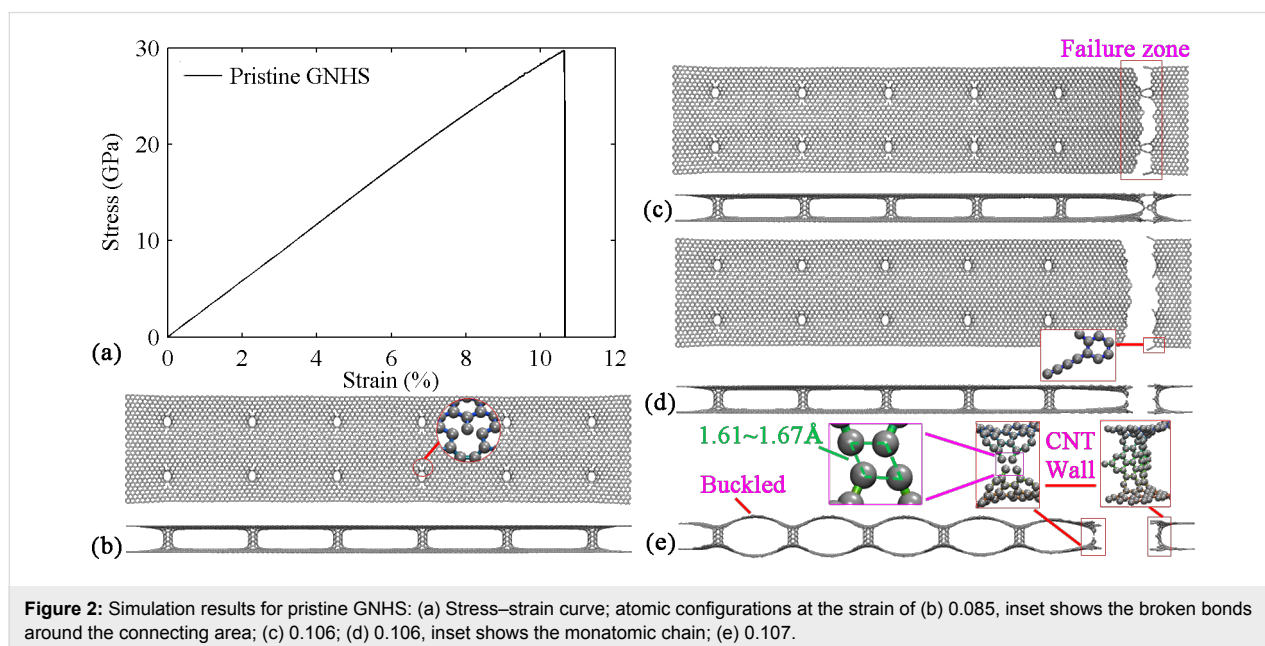 30
20
10
0
Stress (GPa)
Pristine GNHS
0 2 4 6 8 10 12
Strain (%)
(a)
(b)
Failure zone
(c)
(d)
1.61~1.67Å
CNT
Wall
Buckled
(e)
Figure 2: Simulation results for pristine GNHS: (a) Stress–strain curve; atomic configurations at the strain of (b) 0.085, inset shows the broken bonds
around the connecting area; (c) 0.106; (d) 0.106, inset shows the monatomic chain; (e) 0.107.